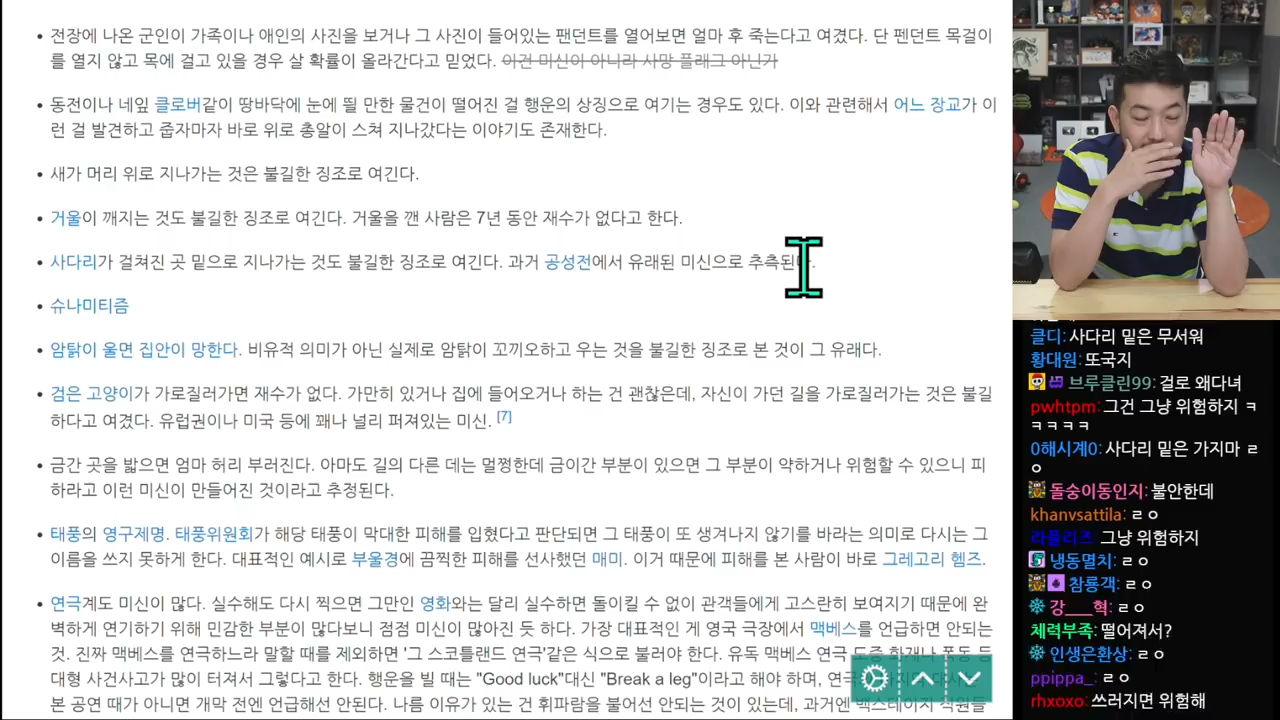 전장에 나온 군인이 가족이나 애인의 사진을 보거나 그 사진이 들어있는 팬던트를 열어보면 얼마 후 죽는다고 여겼다. 단 펜던트 목걸이
를 열지 않고 목에 걸고 있을 경우 살 확률이 올라간다고 믿었다. 이건 미신이 아니라 사망 플래그 아닌가
동전이나 네잎 클로버같이 땅바닥에 눈에 띌 만한 물건이 떨어진 걸 행운의 상징으로 여기는 경우도 있다. 이와 관련해서 어느 장교가 이
런 걸 발견하고 줍자마자 바로 위로 총알이 스쳐 지나갔다는 이야기도 존재한다.
새가 머리 위로 지나가는 것은 불길한 징조로 여긴다.
거울이 깨지는 것도 불길한 징조로 여긴다. 거울을 깬 사람은 7년 동안 재수가 없다고 한다.
사다리가 걸쳐진 곳 밑으로 지나가는 것도 불길한 징조로 여긴다. 과거 공성전에서 유래된 미신으로 추측된다.
슈나미티즘
암탉이 울면 집안이 망한다. 비유적 의미가 아닌 실제로 암탉이 꼬끼오하고 우는 것을 불길한 징조로 본 것이 그 유래다.
검은 고양이가 가로질러가면 재수가 없다. 가만히 있거나 집에 들어오거나 하는 건 괜찮은데, 자신이 가던 길을 가로질러가는 것은 불길
하다고 여겼다. 유럽권이나 미국 등에 꽤나 널리 퍼져있는 미신. [7]
금간 곳을 밟으면 엄마 허리 부러진다. 아마도 길의 다른 데는 멀쩡한데 금이간 부분이 있으면 그 부분이 약하거나 위험할 수 있으니 피
하라고 이런 미신이 만들어진 것이라고 추정된다.
태풍의 영구제명. 태풍위원회가 해당 태풍이 막대한 피해를 입혔다고 판단되면 그 태풍이 또 생겨나지 않기를 바라는 의미로 다시는 그
이름을 쓰지 못하게 한다. 대표적인 예시로 부울경에 끔찍한 피해를 선사했던 매미. 이거 때문에 피해를 본 사람이 바로 그레고리 헴즈.
연극계도 미신이 많다. 실수해도 다시 찍으면 그만인 영화와는 달리 실수하면 돌이킬 수 없이 관객들에게 고스란히 보여지기 때문에 완
벽하게 연기하기 위해 민감한 부분이 많다보니 점점 미신이 많아진 듯 하다. 가장 대표적인 게 영국 극장에서 맥베스를 언급하면 안되는
것. 진짜 맥베스를 연극하느라 말할 때를 제외하면 '그 스코틀랜드 연극'같은 식으로 불러야 한다. 유독 맥베스 연극 도중 화재나 폭동 등
대형 사건사고가 많이 터져서 그렇다고 한다. 행운을 빌 때는 "Good luck"대신 "Break a leg"이라고 해야 하며, 연극
본 공연 때가 아니면 개막 전엔 언급해선 안된다. 다른 이유가 있는 건 휘파람을 불어선 안되는 것이 있는데, 과거엔 백스테이지 직원들
클디: 사다리 밑은 무서워
황대원: 또국지
브루클린99: 걸로 왜다녀
pwhtpm: 그건 그냥 위험하지 ㅋ
ㅋㅋㅋㅋ
0해시계0: 사다리 밑은 가지마 ㄹ
ㅇ
돌숭이동인지: 불안한데
khanvsattila: ㄹㅇ
라플리즈: 그냥 위험하지
냉동멸치: ㄹㅇ
참룡객: ㄹㅇ
강___혁: ㄹㅇ
체력부족: 떨어져서?
인생은환상: ㄹㅇ
ppippa_: ㄹㅇ
rhxoxo: 쓰러지면 위험해